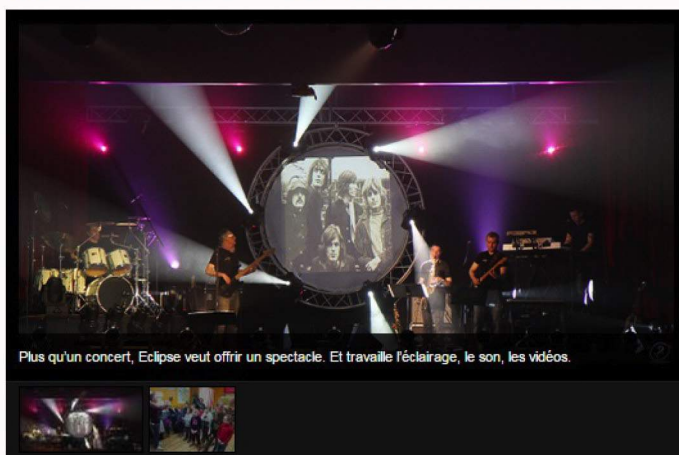 Plus qu'un concert, Eclipse veut offrir un spectacle. Et travaille l'éclairage, le son, les vidéos.